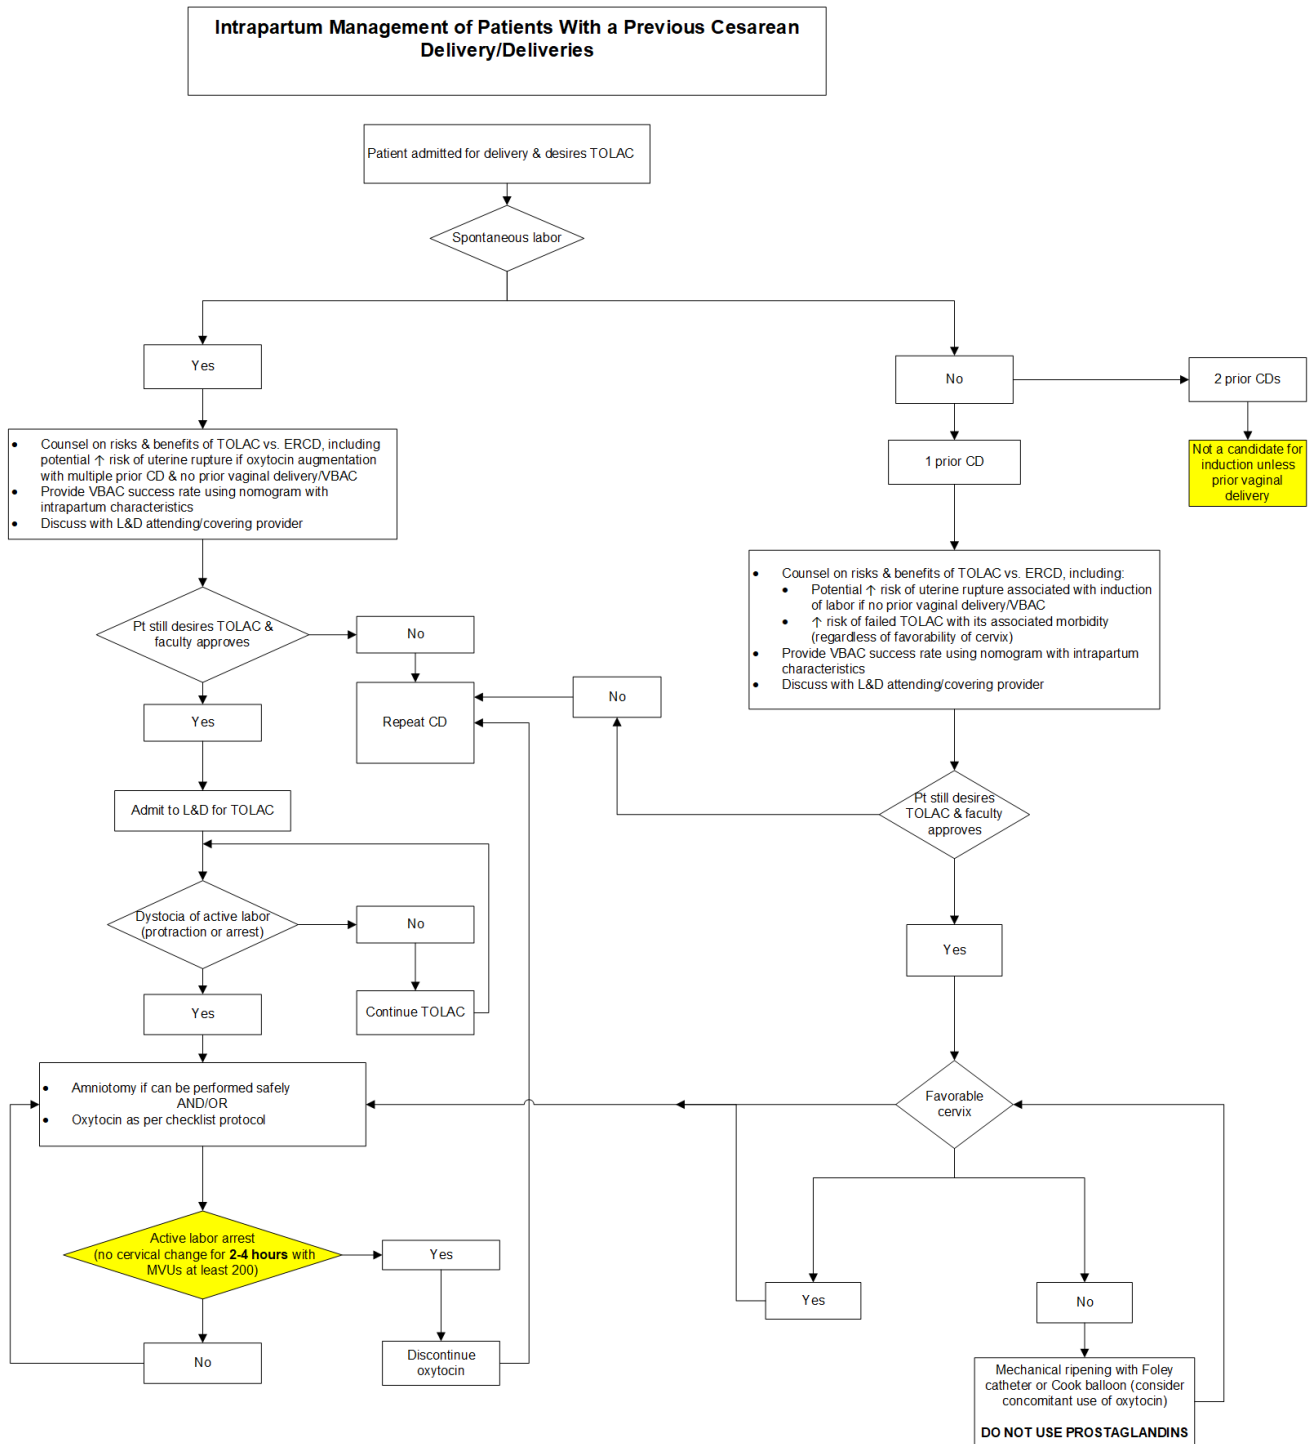 Intrapartum Management of Patients With a Previous Cesarean
Delivery/Deliveries
Patient admitted for delivery & desires TOLAC
Spontaneous labor
Yes
No
2 prior CDs
Not a candidate for
induction unless
prior vaginal
delivery
1 prior CD
• Counsel on risks & benefits of TOLAC vs. ERCD, including
potential ↑ risk of uterine rupture if oxytocin augmentation
with multiple prior CD & no prior vaginal delivery/VBAC
• Provide VBAC success rate using nomogram with
intrapartum characteristics
• Discuss with L&D attending/covering provider
• Counsel on risks & benefits of TOLAC vs. ERCD, including:
• Potential ↑ risk of uterine rupture associated with induction
of labor if no prior vaginal delivery/VBAC
• ↑ risk of failed TOLAC with its associated morbidity
(regardless of favorability of cervix)
• Provide VBAC success rate using nomogram with intrapartum
characteristics
• Discuss with L&D attending/covering provider
Pt still desires TOLAC &
faculty approves
No
Repeat CD
No
Yes
Pt still desires
TOLAC & faculty
approves
Admit to L&D for TOLAC
Dystocia of active labor
(protraction or arrest)
No
Continue TOLAC
Yes
Yes
• Amniotomy if can be performed safely
AND/OR
• Oxytocin as per checklist protocol
Favorable
cervix
Active labor arrest
(no cervical change for 2-4 hours with
MVUs at least 200)
Yes
Discontinue
oxytocin
No
Yes
No
Mechanical ripening with Foley
catheter or Cook balloon (consider
concomitant use of oxytocin)
DO NOT USE PROSTAGLANDINS